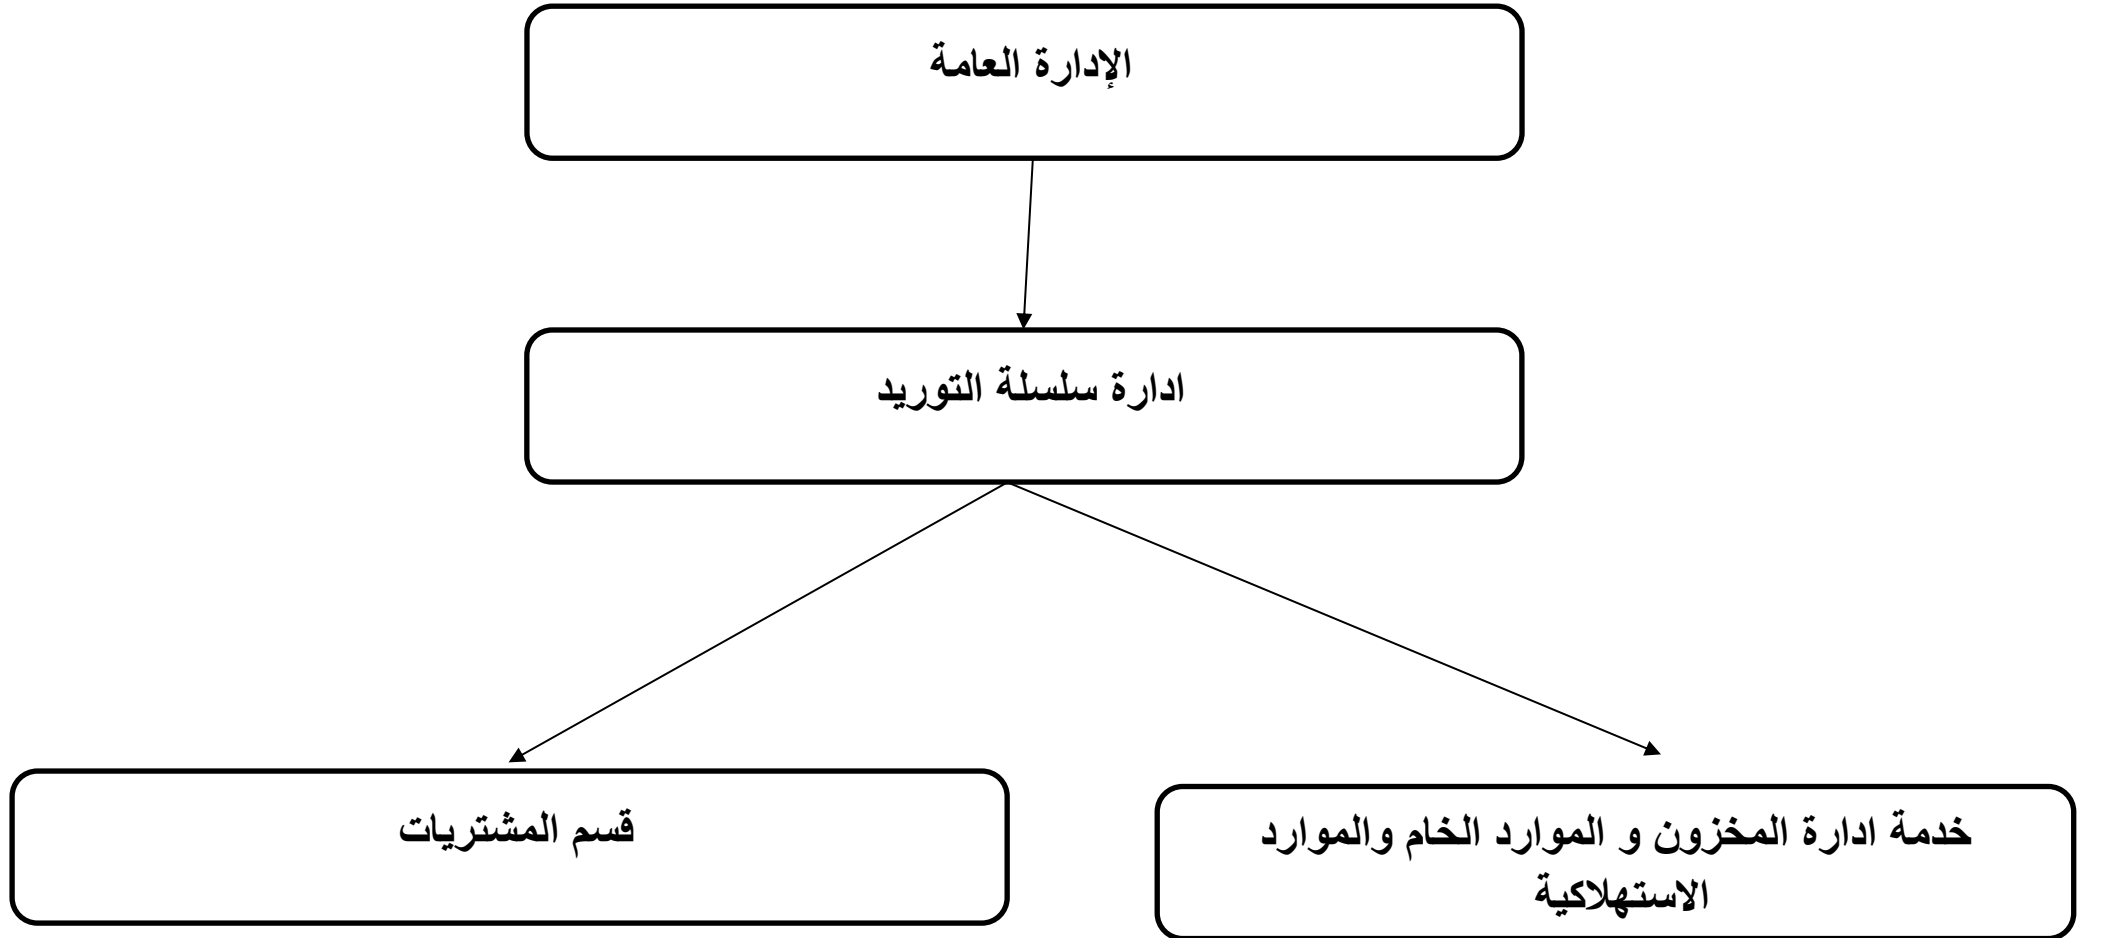 الإدارة العامة
ادارة سلسلة التوريد
خدمة ادارة المخزون و الموارد الخام والموارد
الاستهلاكية
قسم المشتريات